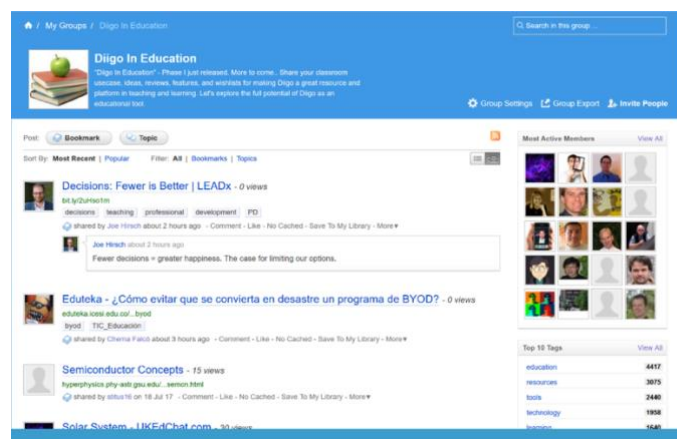 My Groups / Diigo In Education
Search in this group ...
Diigo In Education
"Diigo In Education" - Phase I just released. More to come.. Share your classroom
usecase, ideas, reviews, features, and wishlists for making Diigo a great resource and
platform in teaching and learning. Let's explore the full potential of Diigo as an
educational tool.
Group Settings Group Export Invite People
Post: Bookmark Topic
Sort By: Most Recent | Popular Filter: All | Bookmarks | Topics
Decisions: Fewer is Better | LEADx - 0 views
bit.ly/2uHso1m
decisions teaching professional development PD
shared by Joe Hirsch about 2 hours ago - Comment - Like - No Cached - Save To My Library - More▼
Joe Hirsch about 2 hours ago
Fewer decisions = greater happiness. The case for limiting our options.
Eduteka - ¿Cómo evitar que se convierta en desastre un programa de BYOD? - 0 views
eduteka.icesi.edu.co/...byod
byod TIC_Educación
shared by Chema Falcó about 3 hours ago - Comment - Like - No Cached - Save To My Library - More▼
Semiconductor Concepts - 15 views
hyperphysics.phy-astr.gsu.edu/...semcn.html
shared by on 18 Jul 17 - Comment - Like - No Cached - Save To My Library - More▼
Solar System - UKEdChat.com - 30 views
Most Active Members View All
Top 10 Tags View All
education 4417
resources 3075
tools 2440
technology 1958
learning 1640